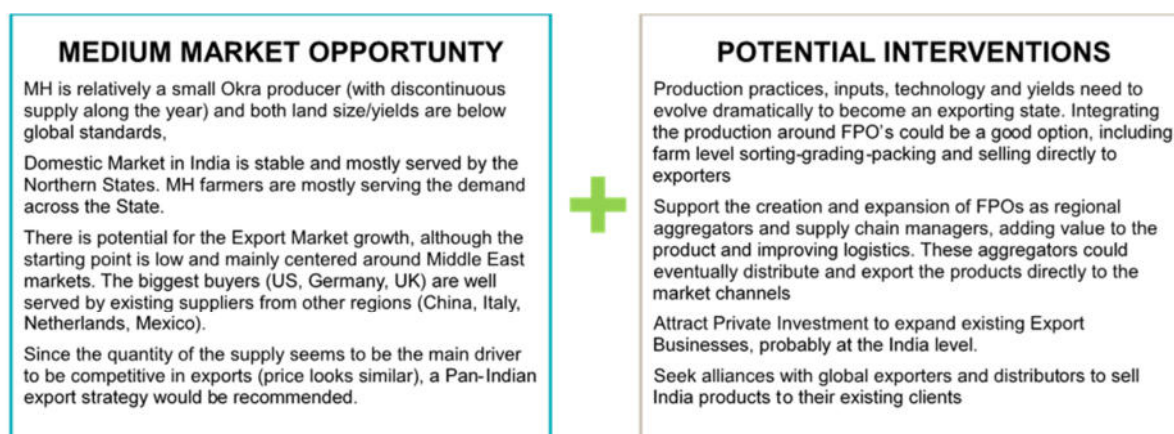 MEDIUM MARKET OPPORTUNTY
MH is relatively a small Okra producer (with discontinuous
supply along the year) and both land size/yields are below
global standards,
Domestic Market in India is stable and mostly served by the
Northern States. MH farmers are mostly serving the demand
across the State.
There is potential for the Export Market growth, although the
starting point is low and mainly centered around Middle East
markets. The biggest buyers (US, Germany, UK) are well
served by existing suppliers from other regions (China, Italy,
Netherlands, Mexico).
Since the quantity of the supply seems to be the main driver
to be competitive in exports (price looks similar), a Pan-Indian
export strategy would be recommended.
POTENTIAL INTERVENTIONS
Production practices, inputs, technology and yields need to
evolve dramatically to become an exporting state. Integrating
the production around FPO's could be a good option, including
farm level sorting-grading-packing and selling directly to
exporters
Support the creation and expansion of FPOs as regional
aggregators and supply chain managers, adding value to the
product and improving logistics. These aggregators could
eventually distribute and export the products directly to the
market channels
Attract Private Investment to expand existing Export
Businesses, probably at the India level.
Seek alliances with global exporters and distributors to sell
India products to their existing clients